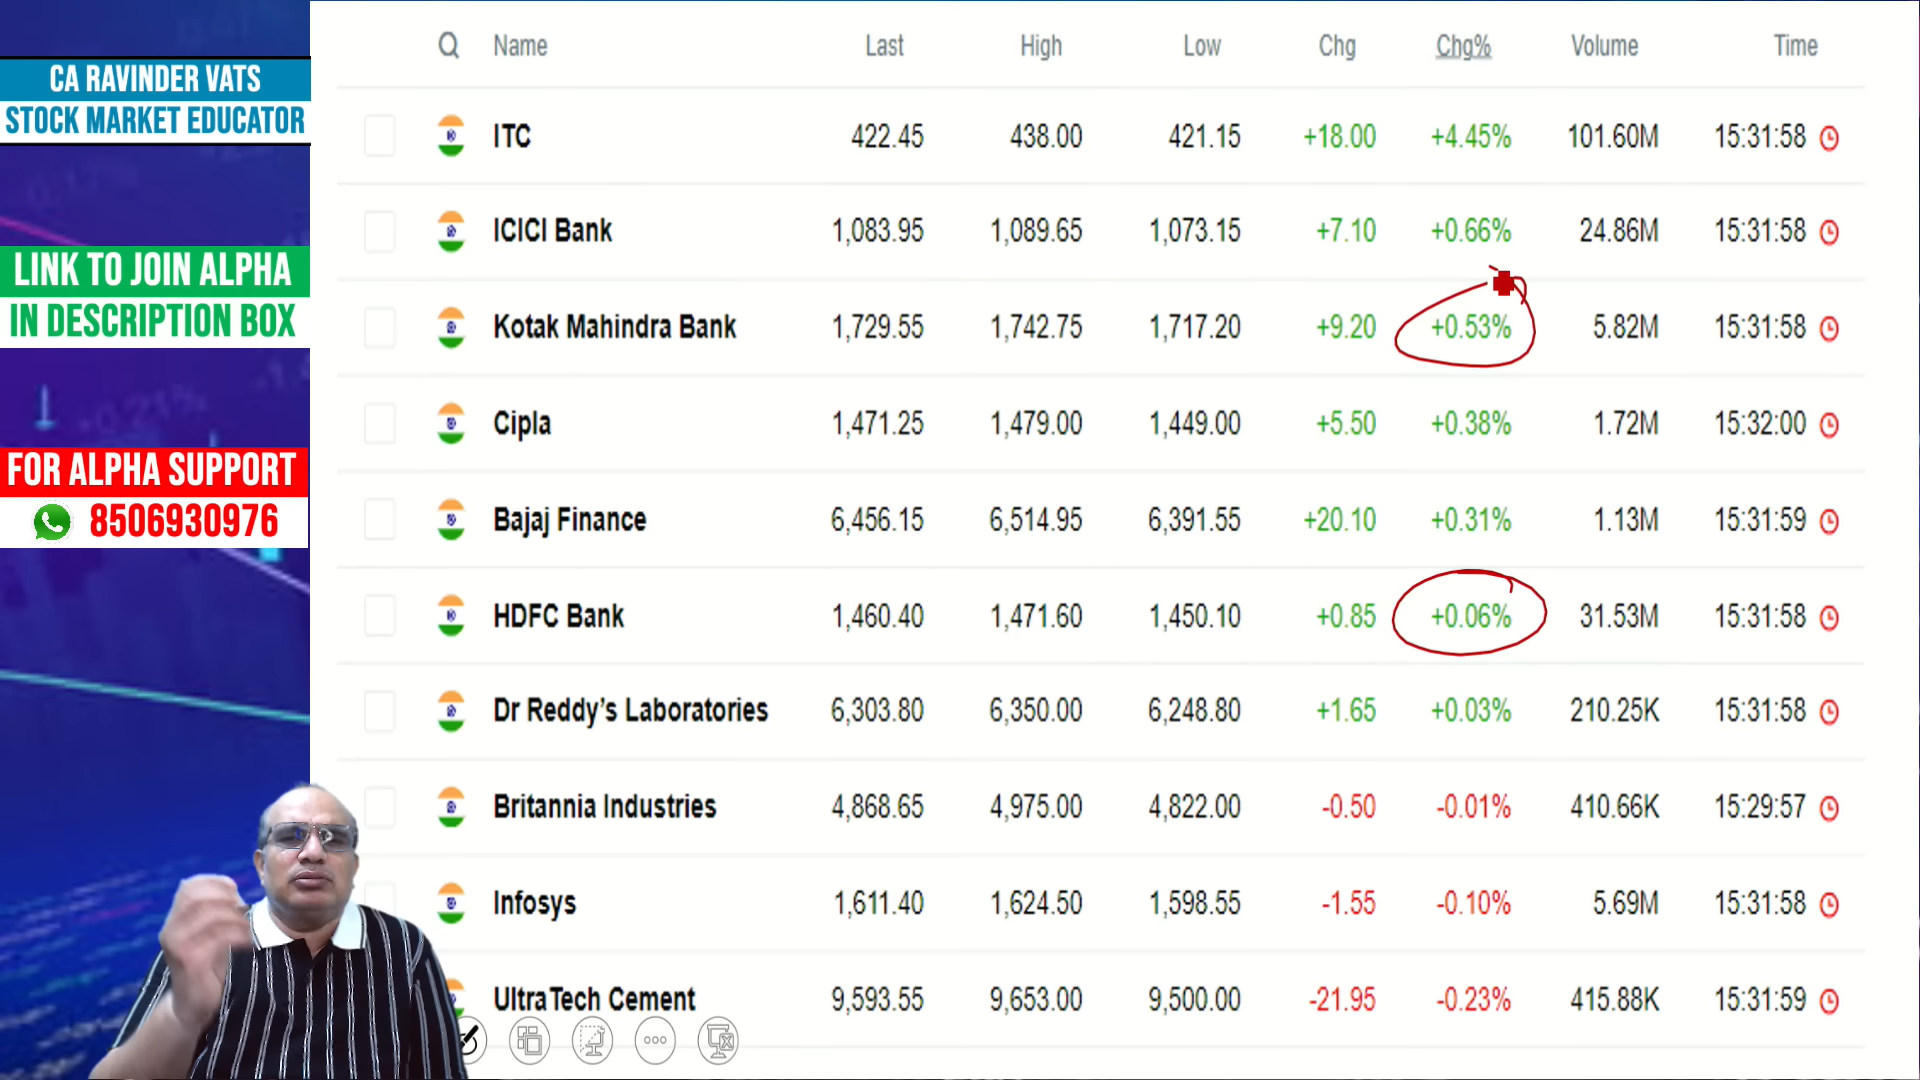 CA RAVINDER VATS
STOCK MARKET EDUCATOR
LINK TO JOIN ALPHA
IN DESCRIPTION BOX
FOR ALPHA SUPPORT
8506930976
Name Last High Low Chg Chg% Volume Time
ITC 422.45 438.00 421.15 +18.00 +4.45% 101.60M 15:31:58
ICICI Bank 1,083.95 1,089.65 1,073.15 +7.10 +0.66% 24.86M 15:31:58
Kotak Mahindra Bank 1,729.55 1,742.75 1,717.20 +9.20 +0.53% 5.82M 15:31:58
Cipla 1,471.25 1,479.00 1,449.00 +5.50 +0.38% 1.72M 15:32:00
Bajaj Finance 6,456.15 6,514.95 6,391.55 +20.10 +0.31% 1.13M 15:31:59
HDFC Bank 1,460.40 1,471.60 1,450.10 +0.85 +0.06% 31.53M 15:31:58
Dr Reddy's Laboratories 6,303.80 6,350.00 6,248.80 +1.65 +0.03% 210.25K 15:31:58
Britannia Industries 4,868.65 4,975.00 4,822.00 -0.50 -0.01% 410.66K 15:29:57
Infosys 1,611.40 1,624.50 1,598.55 -1.55 -0.10% 5.69M 15:31:58
UltraTech Cement 9,593.55 9,653.00 9,500.00 -21.95 -0.23% 415.88K 15:31:59